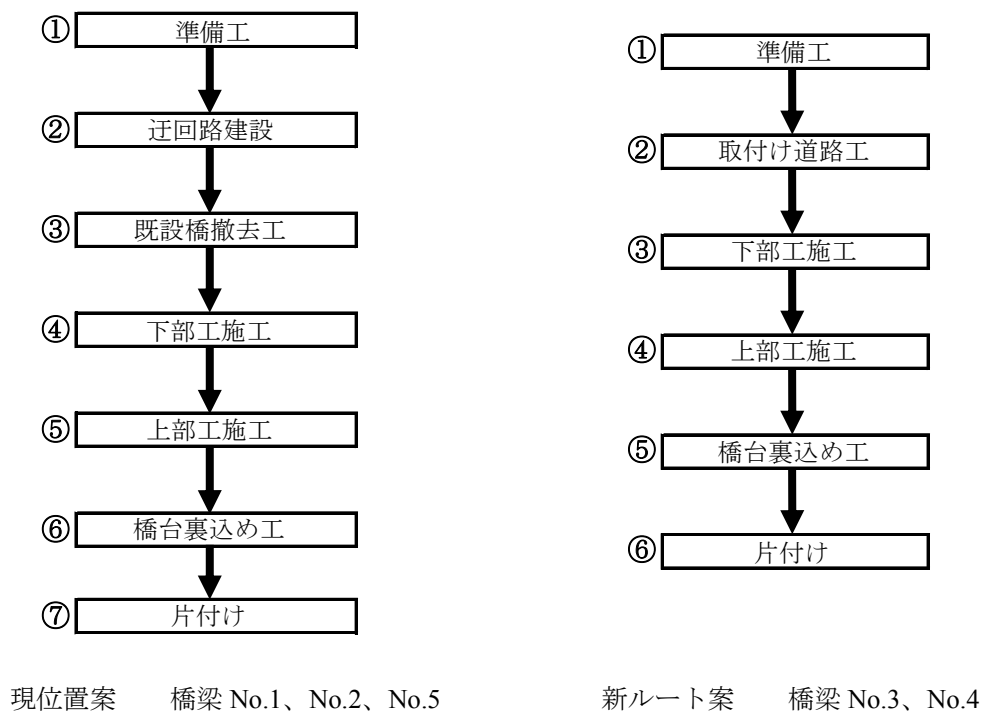 ① 準備工
② 迂回路建設
③ 既設橋撤去工
④ 下部工施工
⑤ 上部工施工
⑥ 橋台裏込め工
⑦ 片付け
現位置案 橋梁 No.1、No.2、No.5
① 準備工
② 取付け道路工
③ 下部工施工
④ 上部工施工
⑤ 橋台裏込め工
⑥ 片付け
新ルート案 橋梁 No.3、No.4